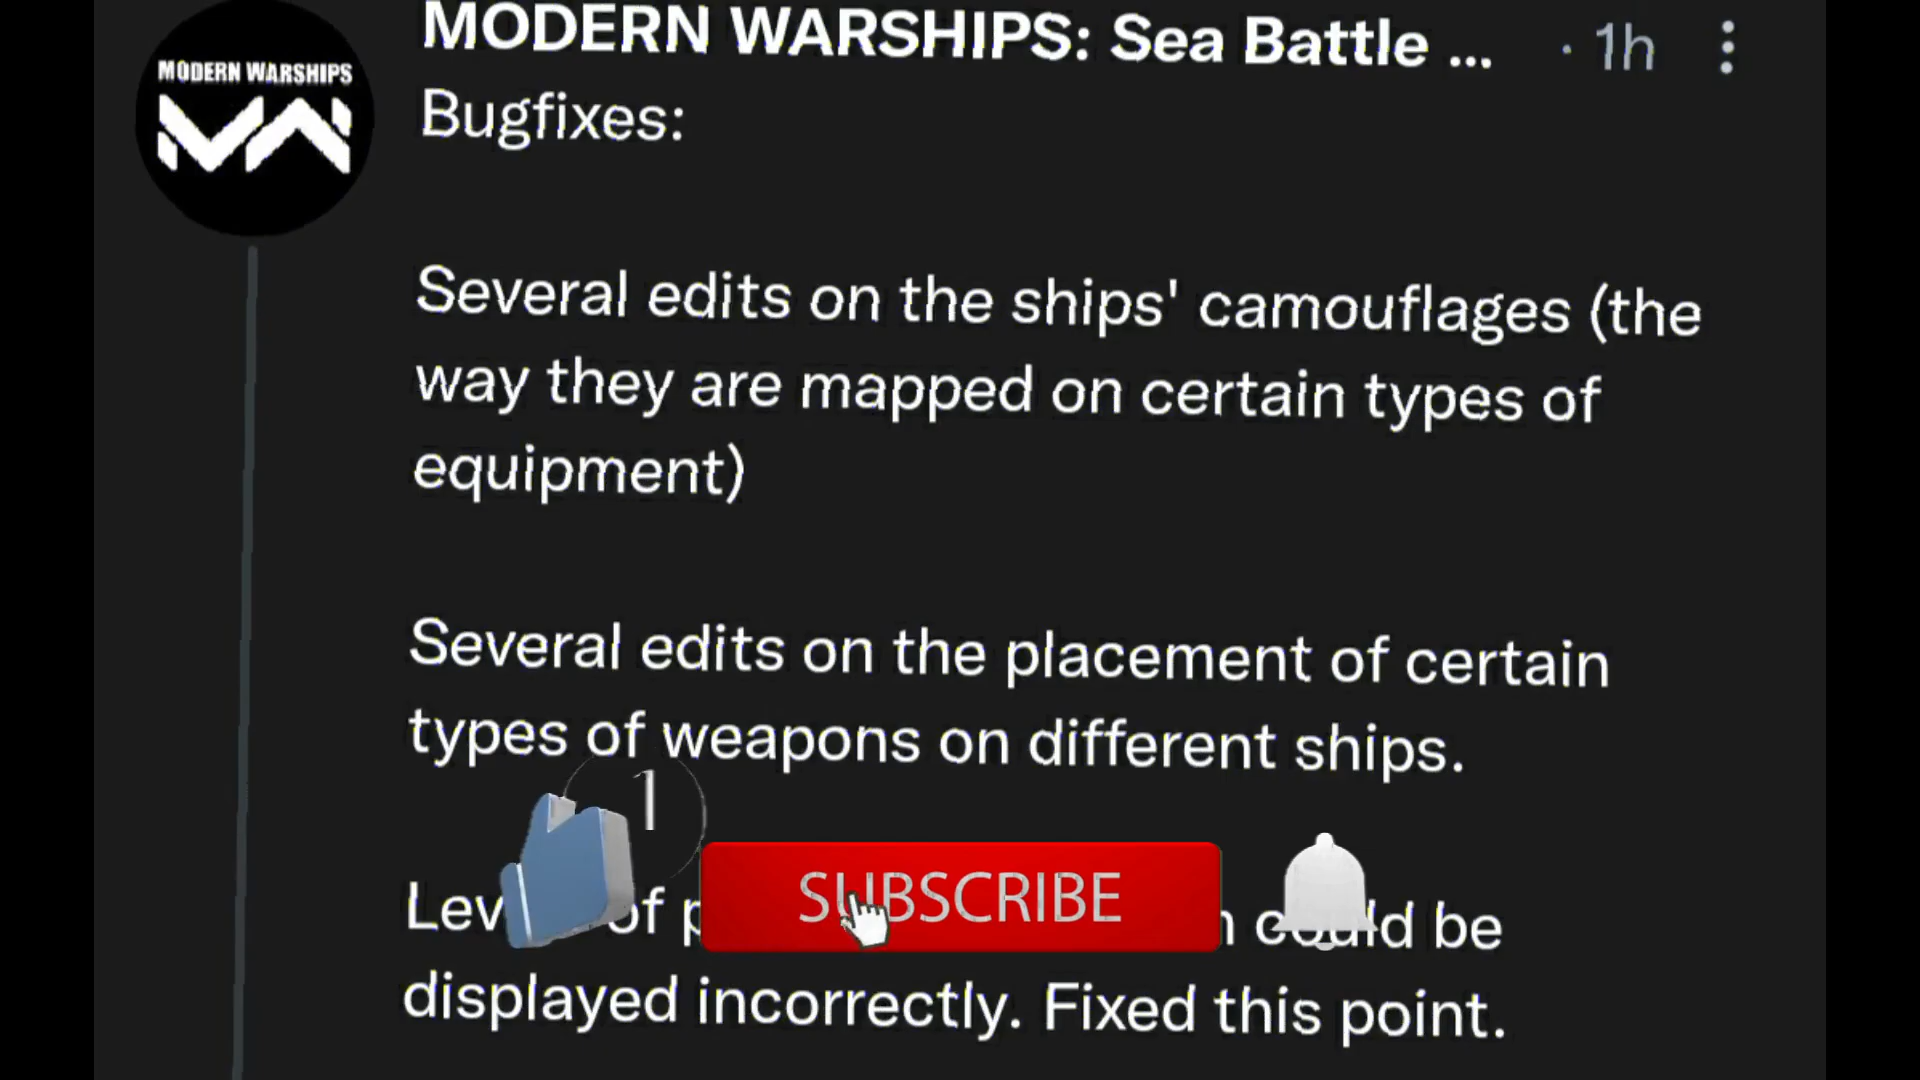 MODERN WARSHIPS
MODERN WARSHIPS: Sea Battle ... · 1h
Bugfixes:
Several edits on the ships' camouflages (the
way they are mapped on certain types of
equipment)
Several edits on the placement of certain
types of weapons on different ships.
1
SUBSCRIBE
of be
displayed incorrectly. Fixed this point.